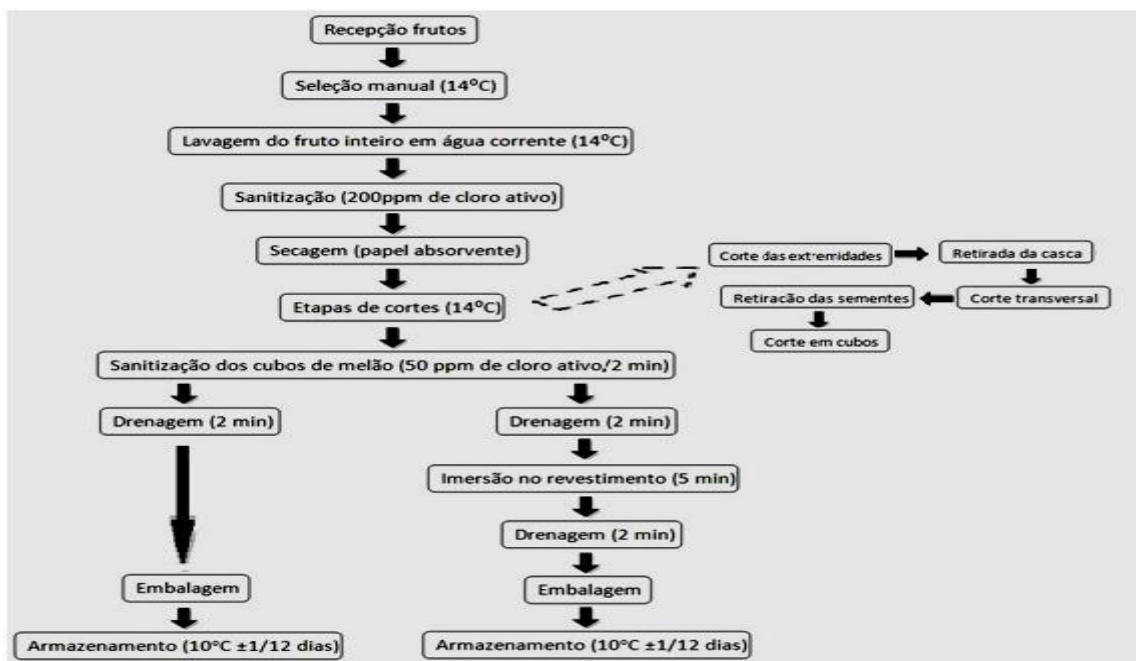 Recepção frutos
Seleção manual (14°C)
Lavagem do fruto inteiro em água corrente (14°C)
Sanitização (200ppm de cloro ativo)
Secagem (papel absorvente)
Etapas de cortes (14°C)
Corte das extremidades
Retirada da casca
Corte transversal
Retiracão das sementes
Corte em cubos
Sanitização dos cubos de melão (50 ppm de cloro ativo,/2 min)
Drenagem (2 min)
Embalagem
Armazenamento (10°C ±1/12 dias)
Drenagem (2 min)
Imersão no revestimento (5 min)
Drenagem (2 min)
Embalagem
Armazenamento (10°C ±1/12 dias)